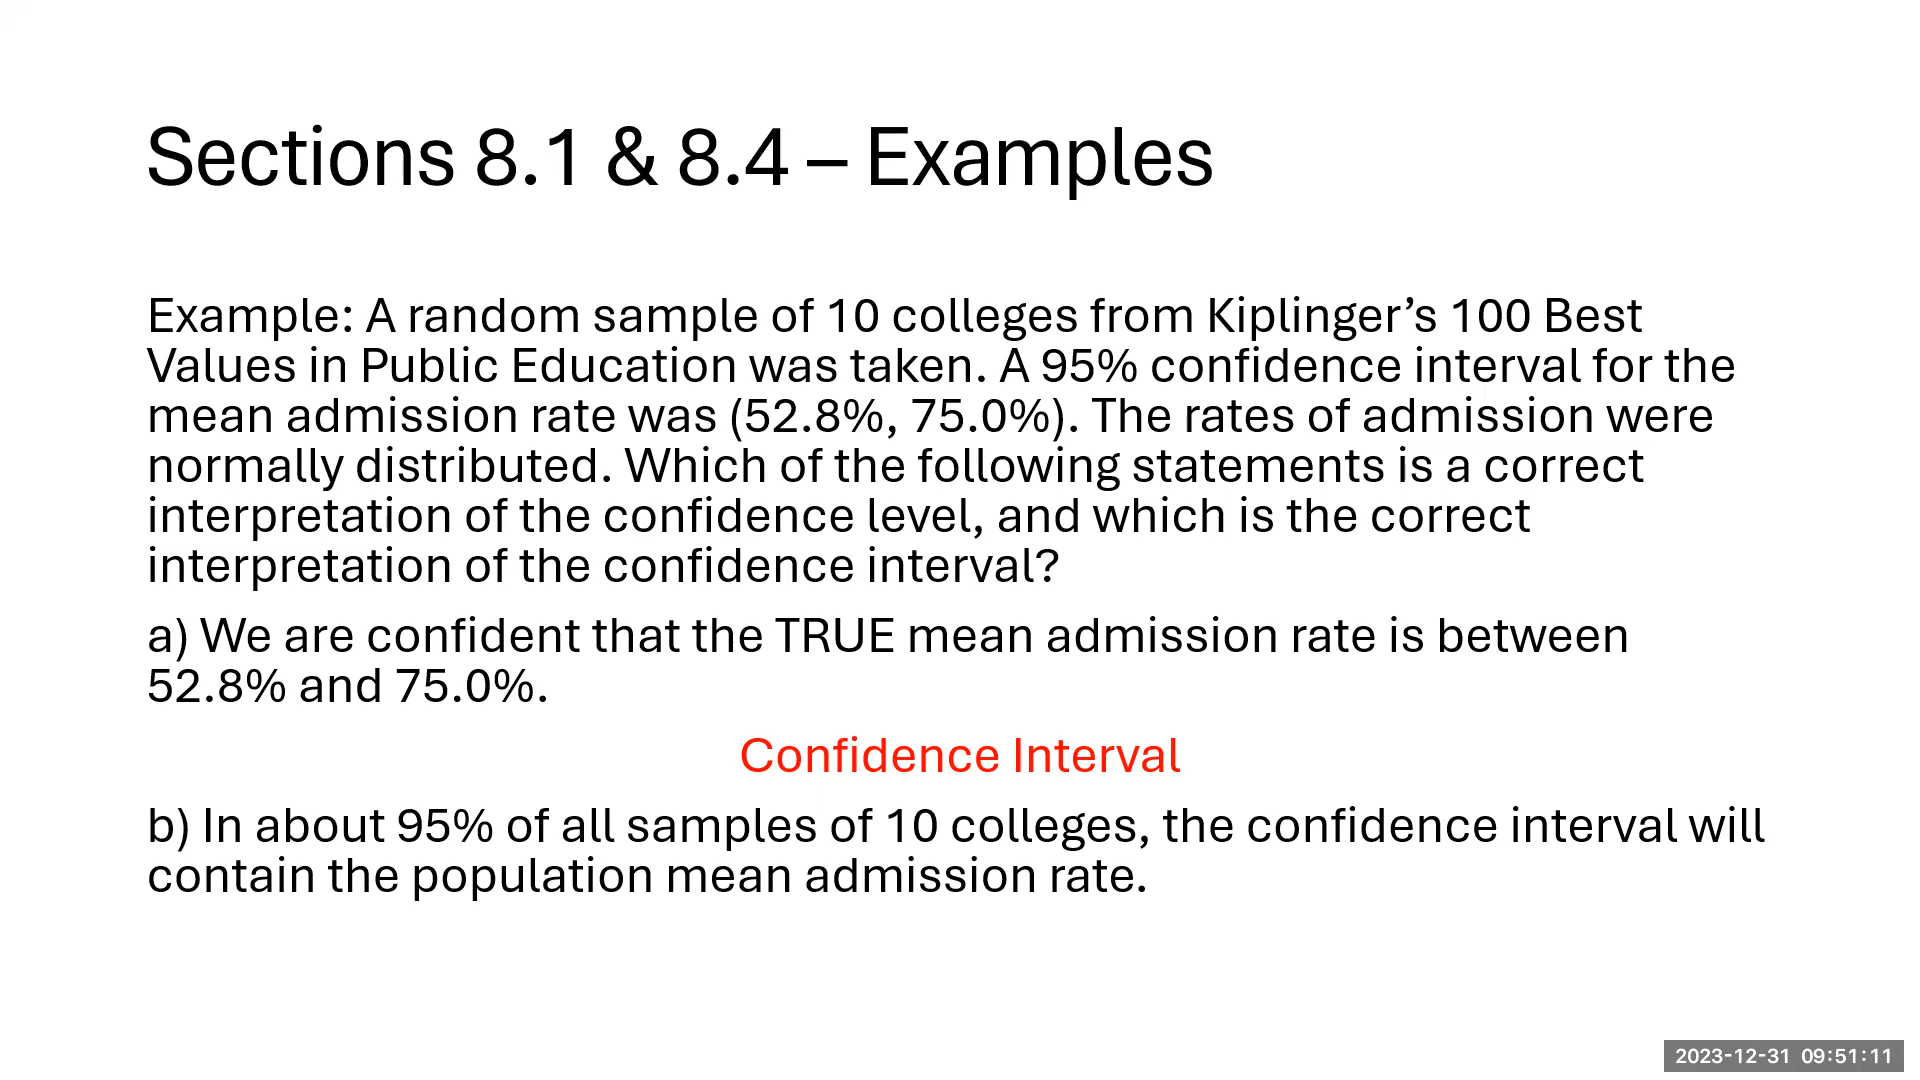 Sections 8.1 & 8.4 – Examples
Example: A random sample of 10 colleges from Kiplinger’s 100 Best
Values in Public Education was taken. A 95% confidence interval for the
mean admission rate was (52.8%, 75.0%). The rates of admission were
normally distributed. Which of the following statements is a correct
interpretation of the confidence level, and which is the correct
interpretation of the confidence interval?
a) We are confident that the TRUE mean admission rate is between
52.8% and 75.0%.
Confidence Interval
b) In about 95% of all samples of 10 colleges, the confidence interval will
contain the population mean admission rate.
2023-12-31 09:51:11